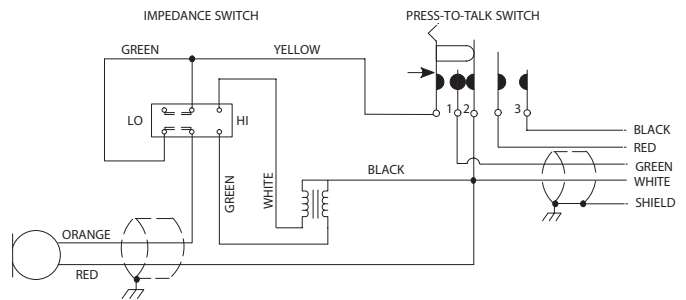 IMPEDANCE SWITCH
PRESS-TO-TALK SWITCH
GREEN
YELLOW
LO
HI
1
2
3
BLACK
RED
GREEN
WHITE
SHIELD
BLACK
GREEN
WHITE
ORANGE
RED